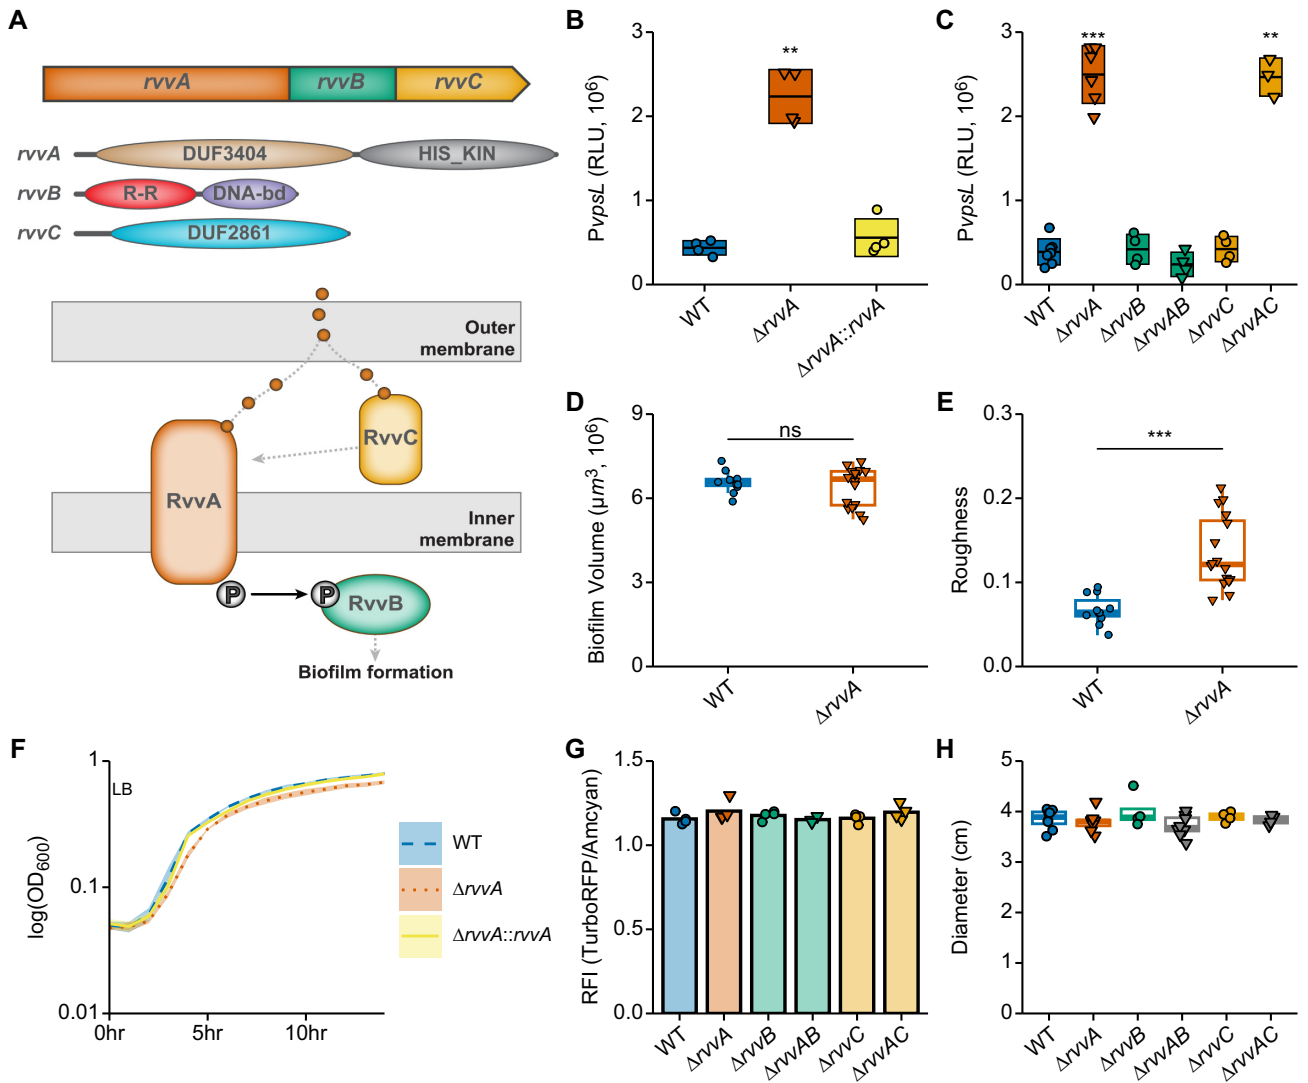 A
rvvA rvvB rvvC
rvvA DUF3404 HIS_KIN
rvvB R-R DNA-bd
rvvC DUF2861
Outer
membrane
RvvC
RvvA
Inner
membrane
P P RvvB
Biofilm formation
B
PvpsL (RLU, 10⁶)
3
2
1
0
**
WT ΔrvvA ΔrvvA::rvvA
C
PvpsL (RLU, 10⁶)
3
2
1
0
*** **
WT ΔrvvA ΔrvvB ΔrvvAB ΔrvvC ΔrvvAC
D
Biofilm Volume (μm³, 10⁶)
9
6
3
0
ns
WT ΔrvvA
E
Roughness
0.3
0.2
0.1
0.0
***
WT ΔrvvA
F
log(OD₆₀₀)
1
0.1
0.01
LB
0hr 5hr 10hr
WT
ΔrvvA
ΔrvvA::rvvA
G
RFI (TurboRFP/Amcyan)
1.5
1.0
0.5
0.0
WT ΔrvvA ΔrvvB ΔrvvAB ΔrvvC ΔrvvAC
H
Diameter (cm)
5
4
3
2
1
0
WT ΔrvvA ΔrvvB ΔrvvAB ΔrvvC ΔrvvAC